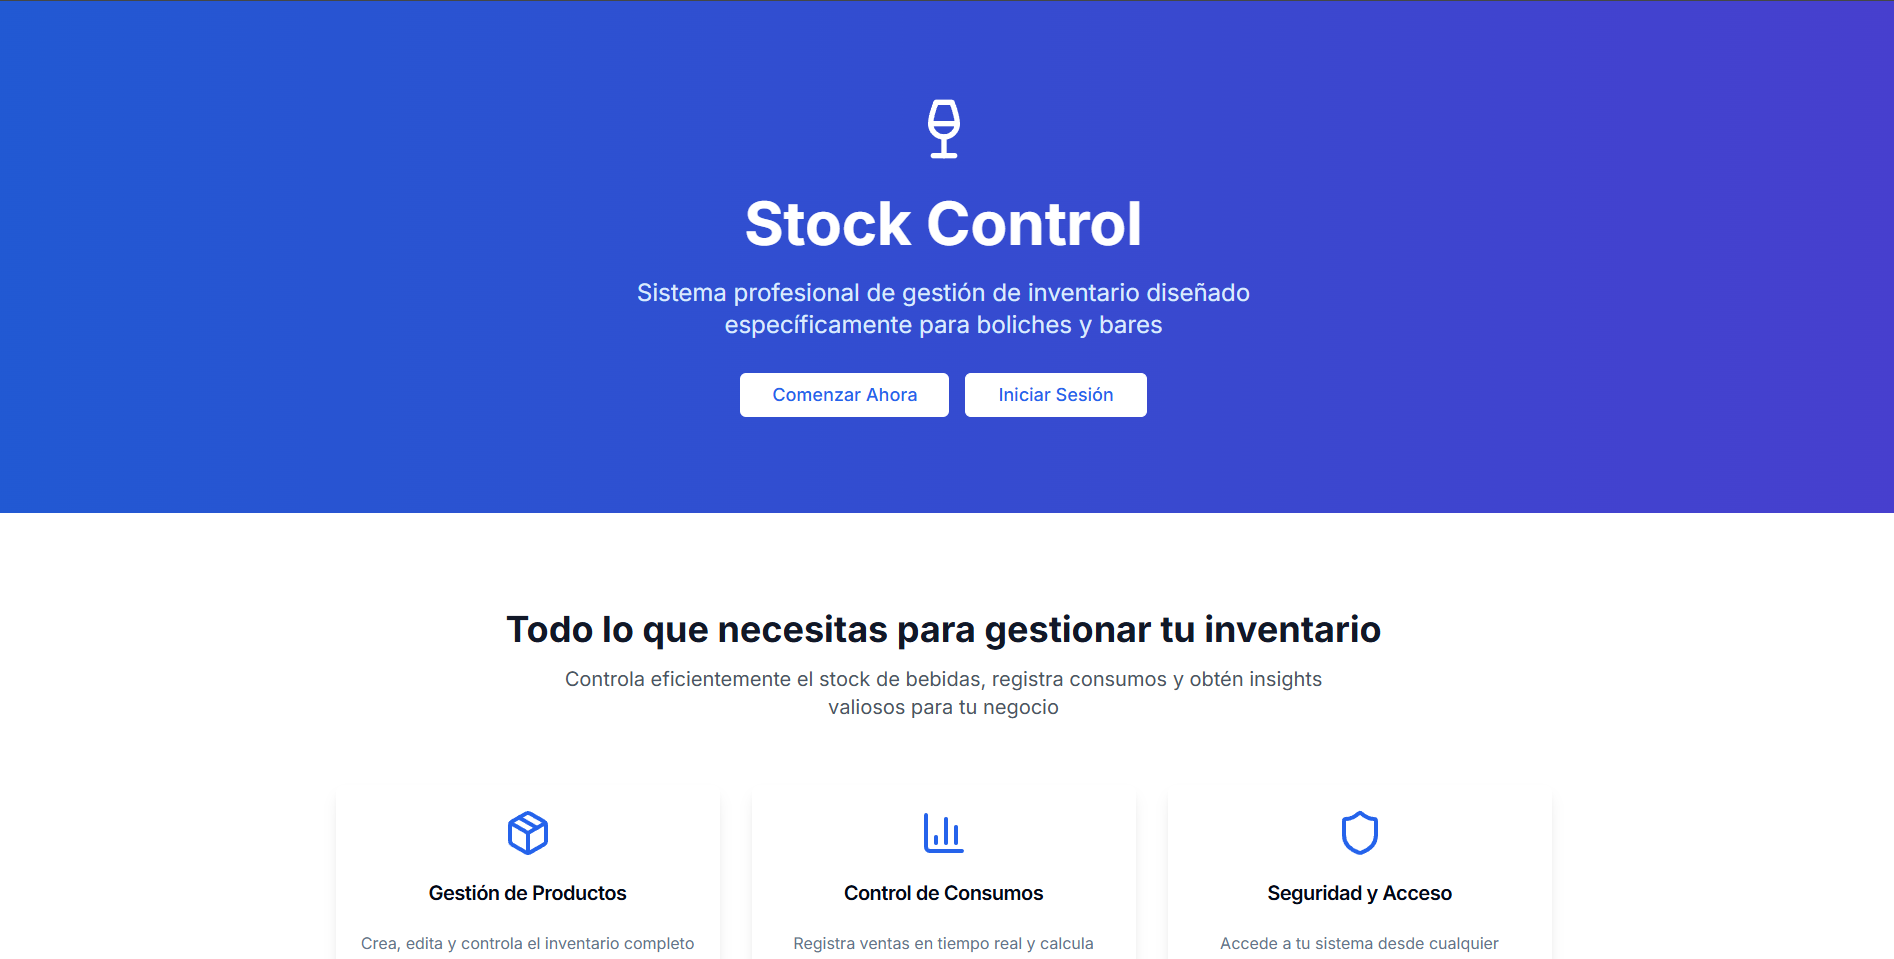 Stock Control
Sistema profesional de gestión de inventario diseñado
específicamente para boliches y bares
Comenzar Ahora
Iniciar Sesión
Todo lo que necesitas para gestionar tu inventario
Controla eficientemente el stock de bebidas, registra consumos y obtén insights
valiosos para tu negocio
Gestión de Productos
Crea, edita y controla el inventario completo
Control de Consumos
Registra ventas en tiempo real y calcula
Seguridad y Acceso
Accede a tu sistema desde cualquier